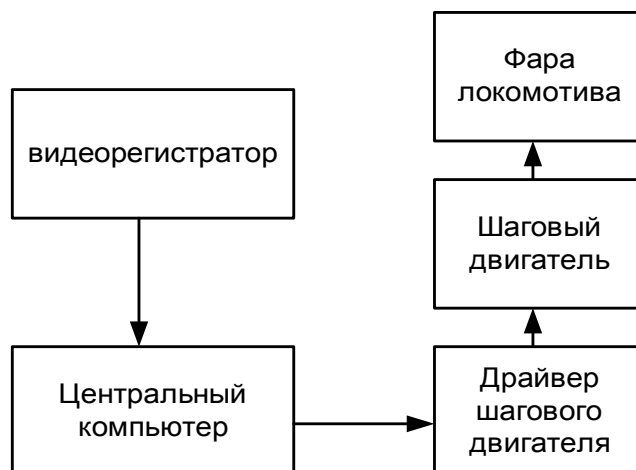 Фара
локомотива
видеорегистратор
Шаговый
двигатель
Центральный
компьютер
Драйвер
шагового
двигателя